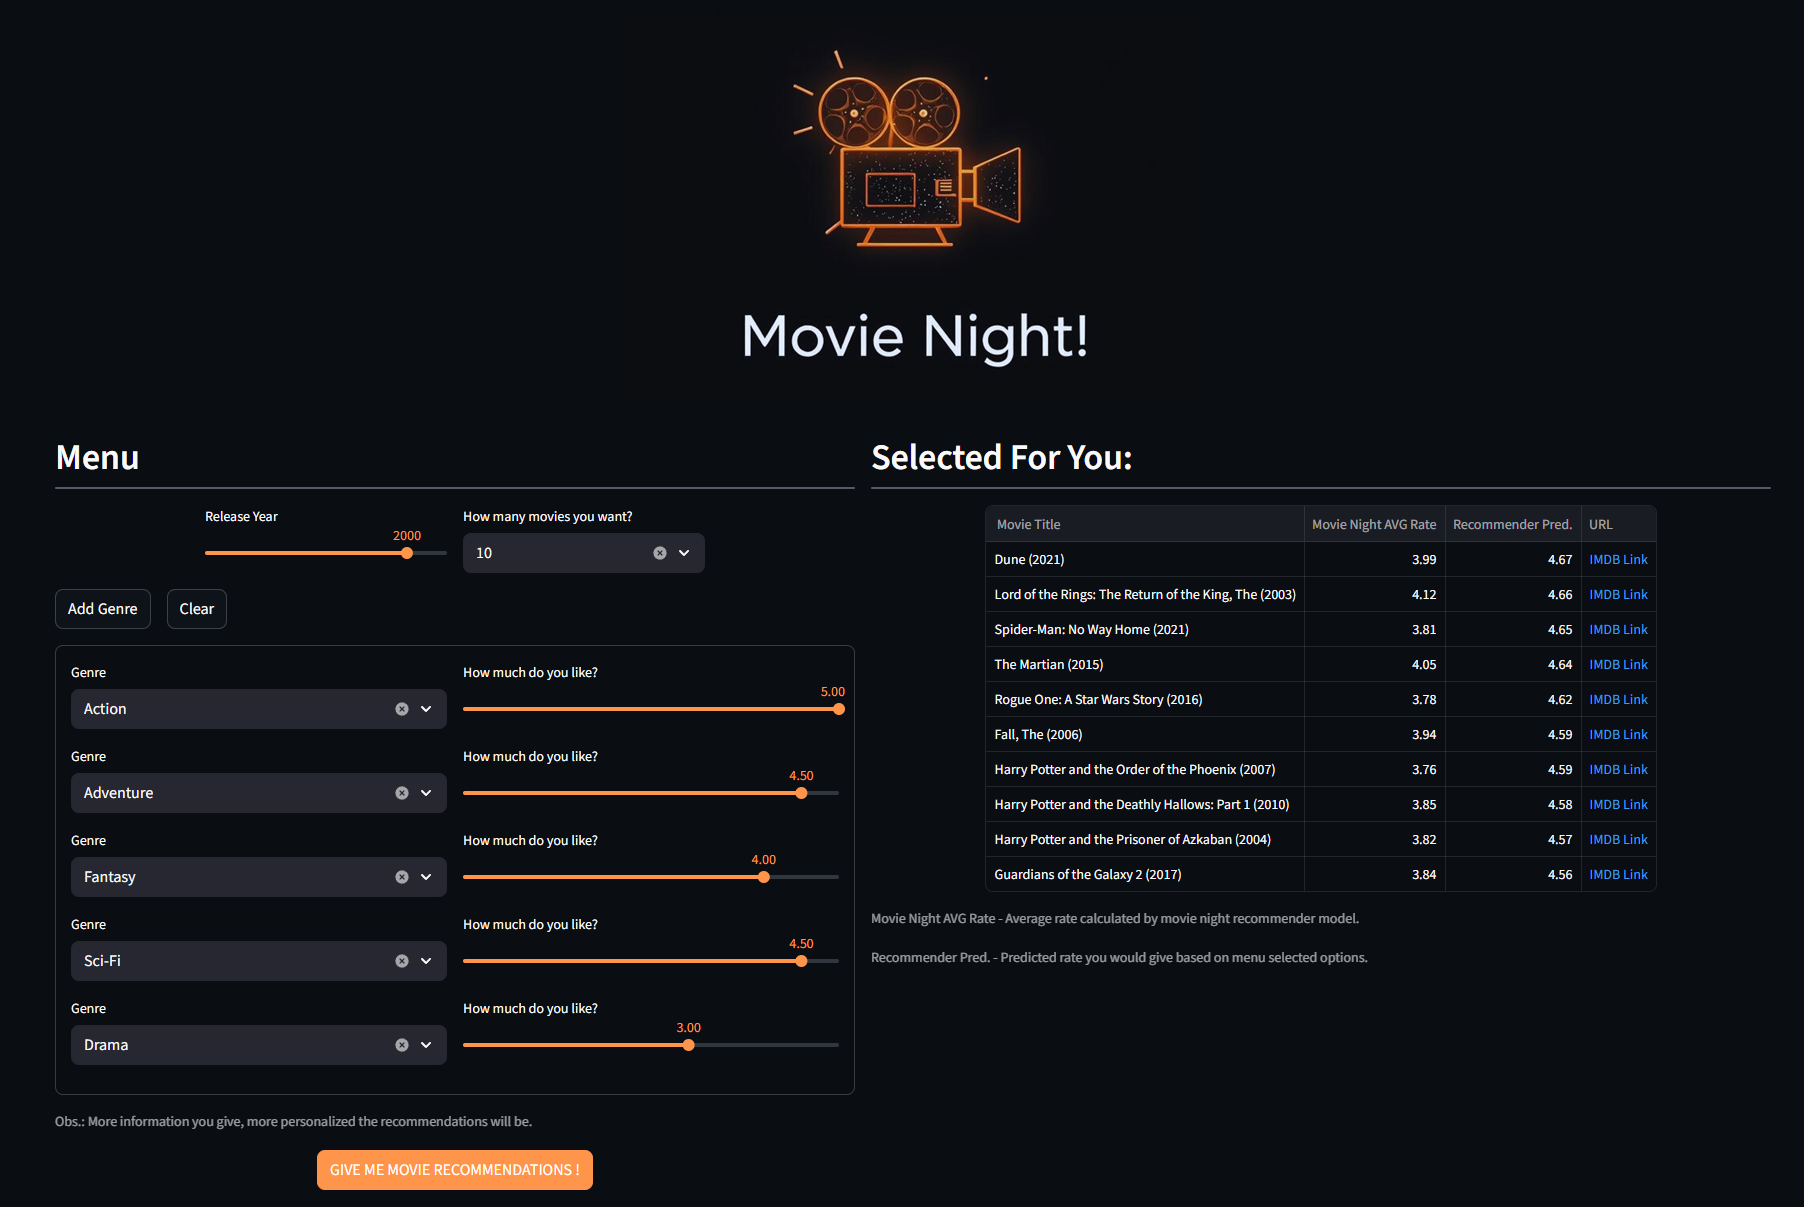 Movie Night!
Menu
Release Year
2000
How many movies you want?
10
Add Genre
Clear
Genre
How much do you like?
Action
5.00
Genre
How much do you like?
Adventure
4.50
Genre
How much do you like?
Fantasy
4.00
Genre
How much do you like?
Sci-Fi
4.50
Genre
How much do you like?
Drama
3.00
Obs.: More information you give, more personalized the recommendations will be.
GIVE ME MOVIE RECOMMENDATIONS !
Selected For You:
Movie Title Movie Night AVG Rate Recommender Pred. URL
Dune (2021) 3.99 4.67 IMDB Link
Lord of the Rings: The Return of the King, The (2003) 4.12 4.66 IMDB Link
Spider-Man: No Way Home (2021) 3.81 4.65 IMDB Link
The Martian (2015) 4.05 4.64 IMDB Link
Rogue One: A Star Wars Story (2016) 3.78 4.62 IMDB Link
Fall, The (2006) 3.94 4.59 IMDB Link
Harry Potter and the Order of the Phoenix (2007) 3.76 4.59 IMDB Link
Harry Potter and the Deathly Hallows: Part 1 (2010) 3.85 4.58 IMDB Link
Harry Potter and the Prisoner of Azkaban (2004) 3.82 4.57 IMDB Link
Guardians of the Galaxy 2 (2017) 3.84 4.56 IMDB Link
Movie Night AVG Rate - Average rate calculated by movie night recommender model.
Recommender Pred. - Predicted rate you would give based on menu selected options.